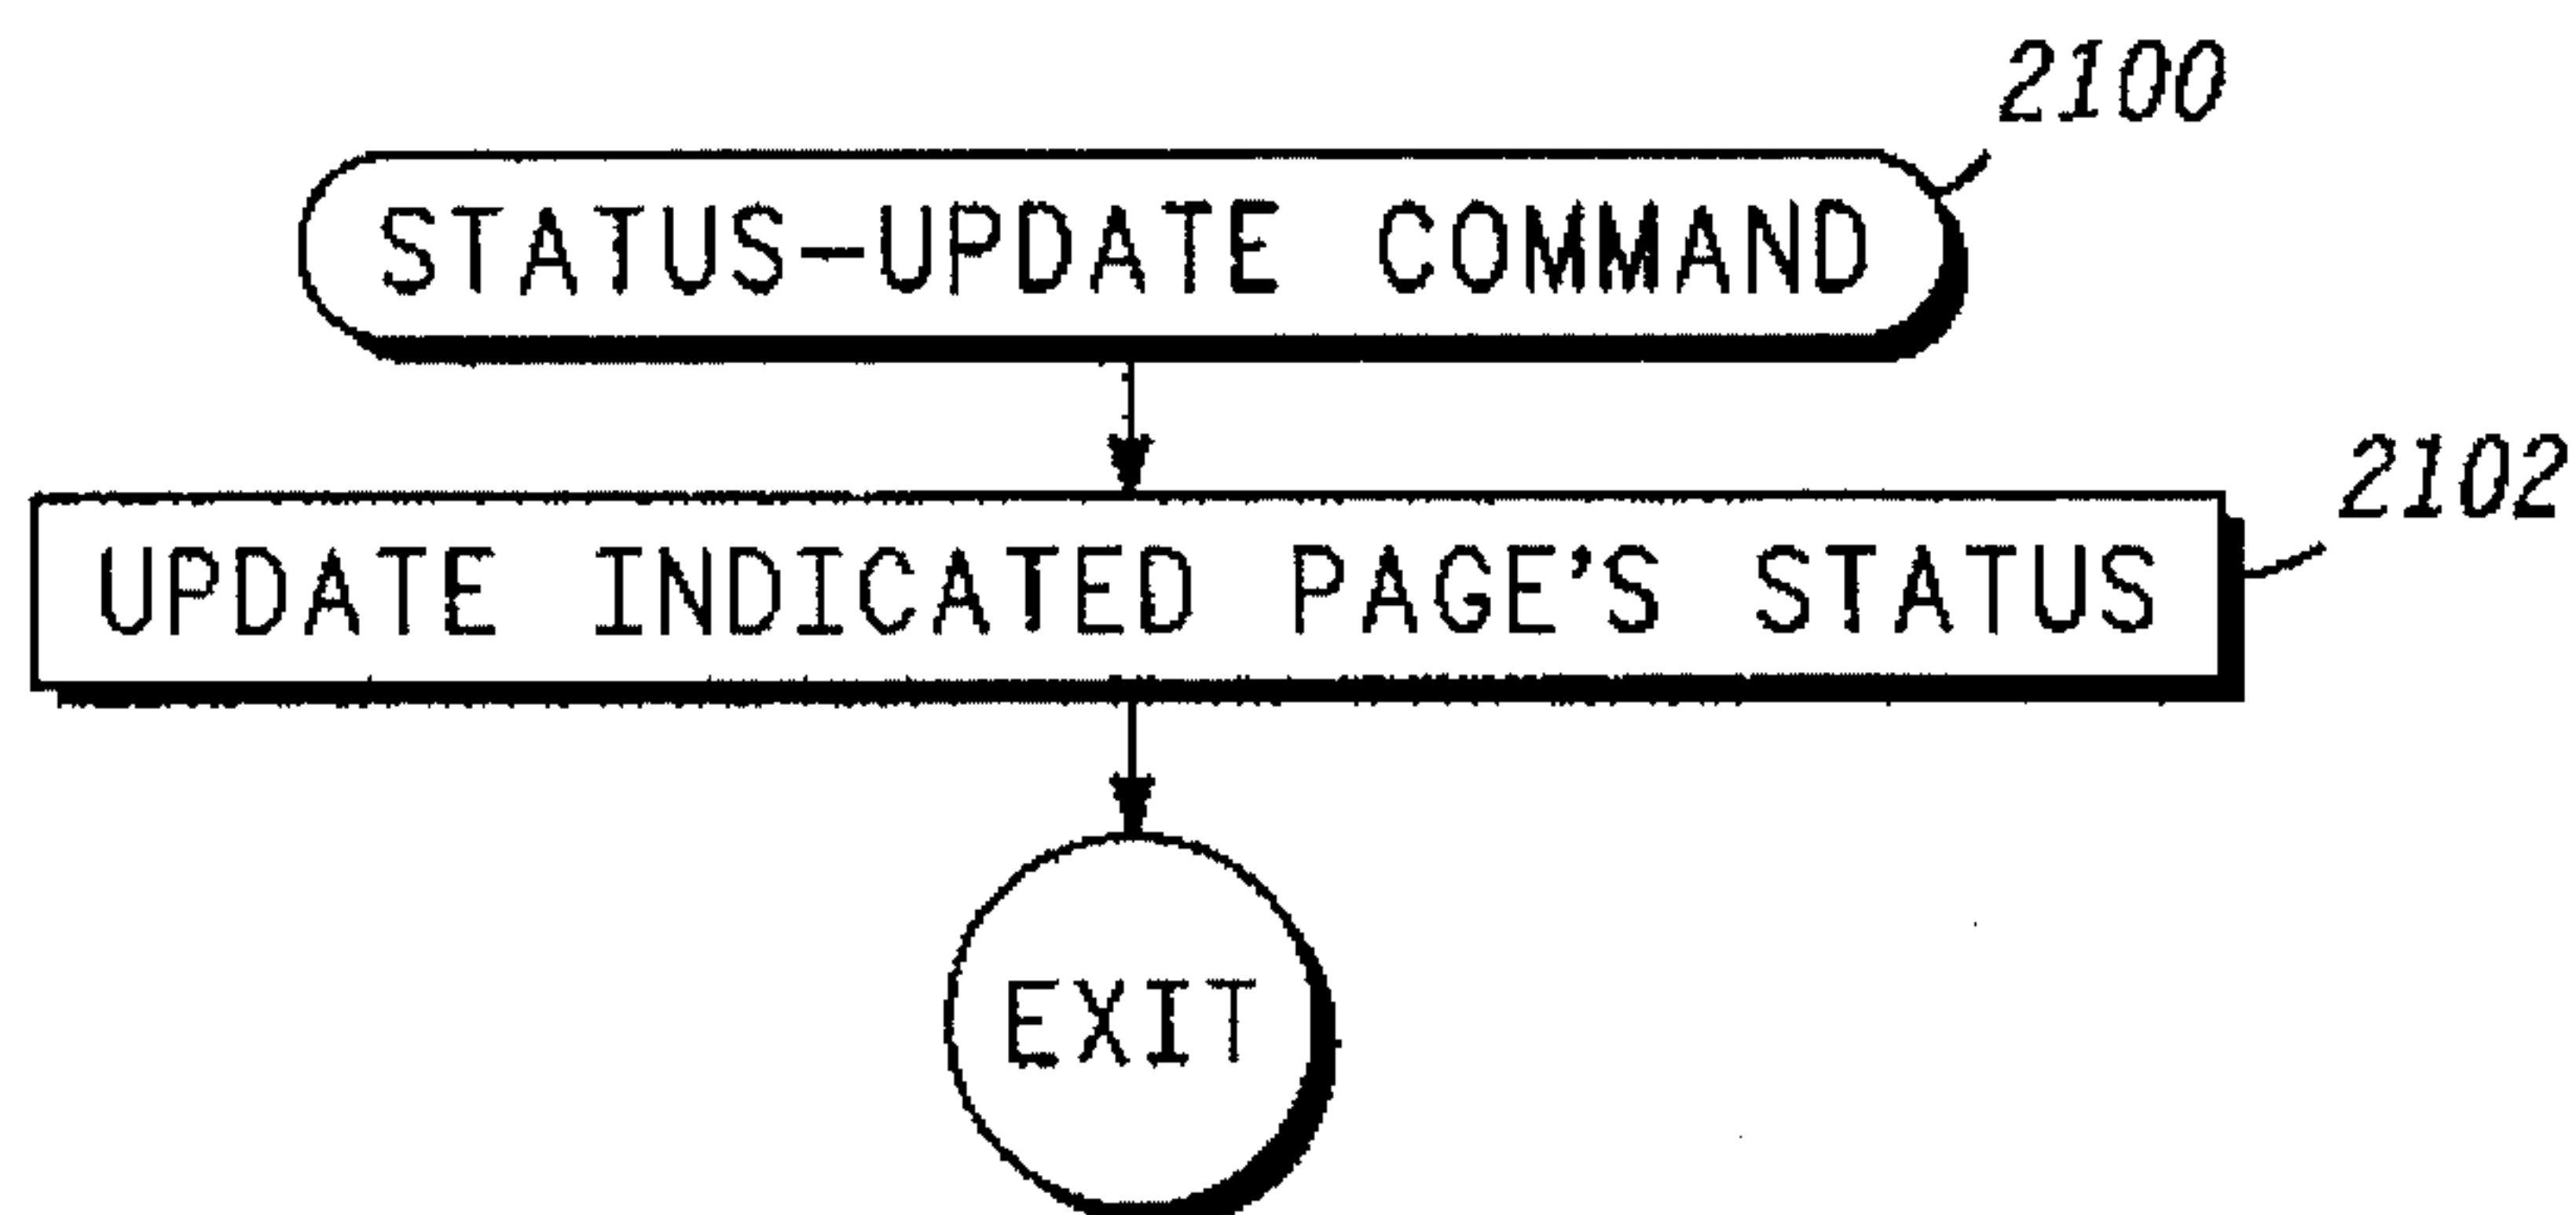 2100
STATUS-UPDATE COMMAND
2102
UPDATE INDICATED PAGE'S STATUS
EXIT